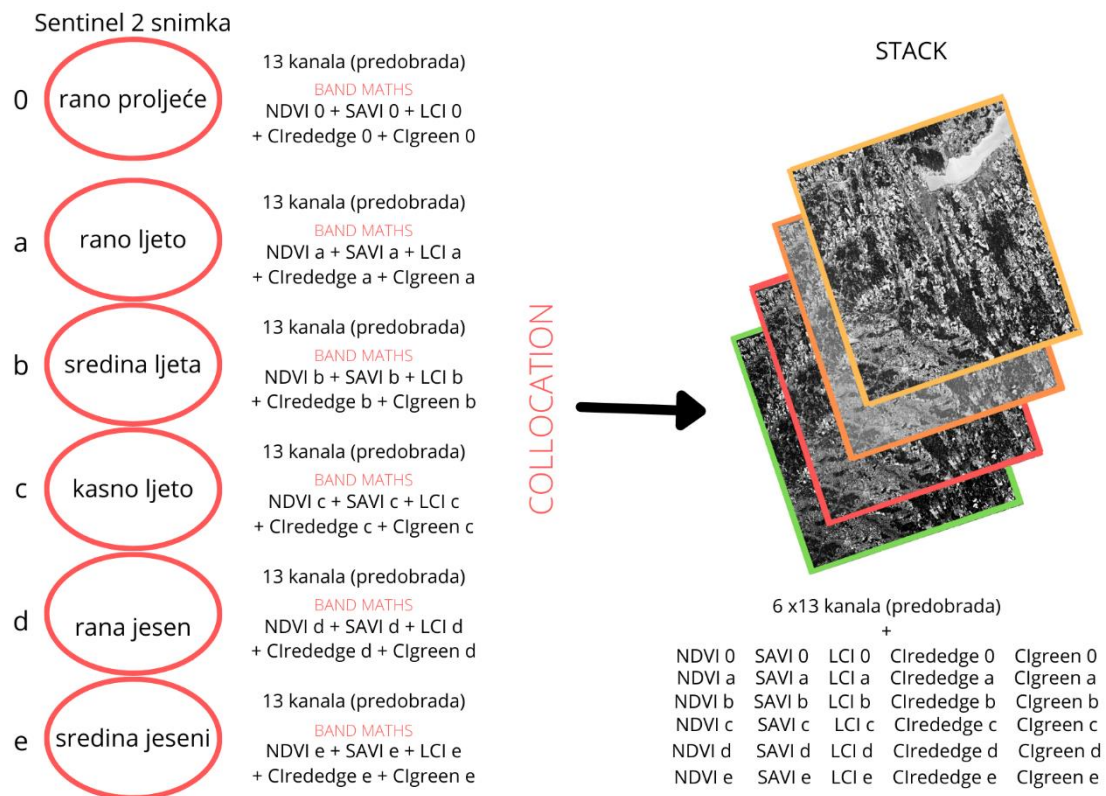 Sentinel 2 snimka
0
rano proljeće
13 kanala (predobrada)
BAND MATHS
NDVI 0 + SAVI 0 + LCI 0
+ CIrededge 0 + CIgreen 0
a
rano ljeto
13 kanala (predobrada)
BAND MATHS
NDVI a + SAVI a + LCI a
+ CIrededge a + CIgreen a
b
sredina ljeta
13 kanala (predobrada)
BAND MATHS
NDVI b + SAVI b + LCI b
+ CIrededge b + CIgreen b
c
kasno ljeto
13 kanala (predobrada)
BAND MATHS
NDVI c + SAVI c + LCI c
+ CIrededge c + CIgreen c
d
rana jesen
13 kanala (predobrada)
BAND MATHS
NDVI d + SAVI d + LCI d
+ CIrededge d + CIgreen d
e
sredina jeseni
13 kanala (predobrada)
BAND MATHS
NDVI e + SAVI e + LCI e
+ CIrededge e + CIgreen e
COLLOCATION
STACK
6 x13 kanala (predobrada)
+
NDVI 0 SAVI 0 LCI 0 CIrededge 0 CIgreen 0
NDVI a SAVI a LCI a CIrededge a CIgreen a
NDVI b SAVI b LCI b CIrededge b CIgreen b
NDVI c SAVI c LCI c CIrededge c CIgreen c
NDVI d SAVI d LCI d CIrededge d CIgreen d
NDVI e SAVI e LCI e CIrededge e CIgreen e